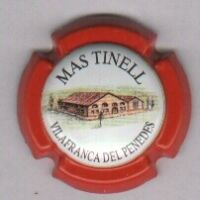 MAS TINELL
VILAFRANCA DEL PENEDES